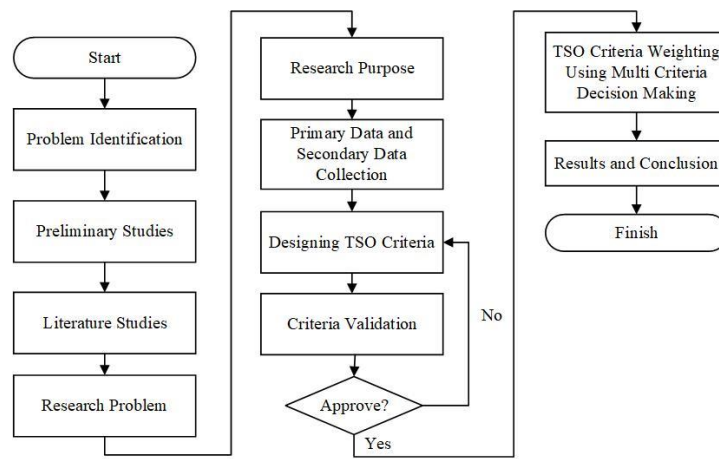 Start
Problem Identification
Preliminary Studies
Literature Studies
Research Problem
Research Purpose
Primary Data and
Secondary Data
Collection
Designing TSO Criteria
Criteria Validation
No
Approve?
Yes
TSO Criteria Weighting
Using Multi Criteria
Decision Making
Results and Conclusion
Finish